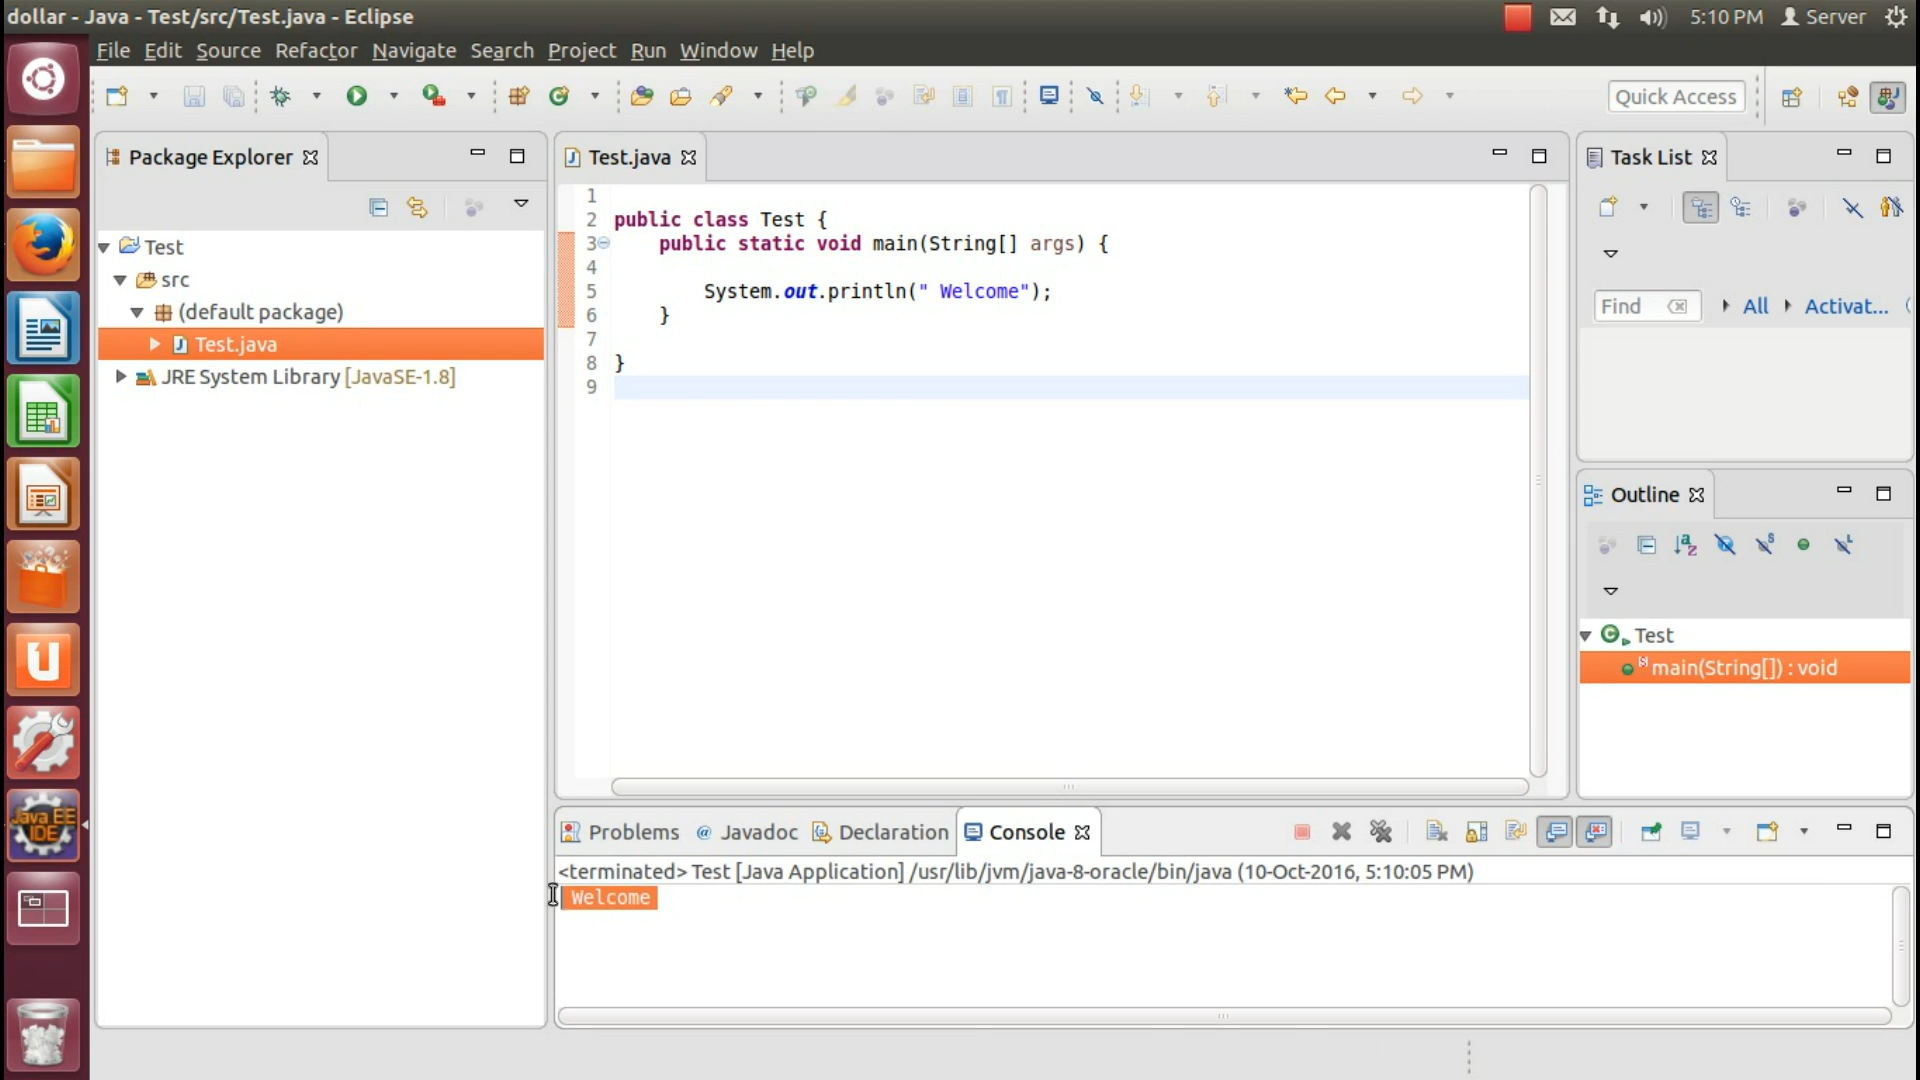 dollar - Java - Test/src/Test.java - Eclipse
5:10 PM
Server
File Edit Source Refactor Navigate Search Project Run Window Help
Quick Access
Package Explorer
Test
src
(default package)
Test.java
JRE System Library [JavaSE-1.8]
Test.java
1
2 public class Test {
3 public static void main(String[] args) {
4
5 System.out.println(" Welcome");
6 }
7
8 }
9
Task List
Find
All
Activat...
Outline
Test
main(String[]) : void
Problems @ Javadoc Declaration Console
<terminated> Test [Java Application] /usr/lib/jvm/java-8-oracle/bin/java (10-Oct-2016, 5:10:05 PM)
Welcome
Java EE
IDE